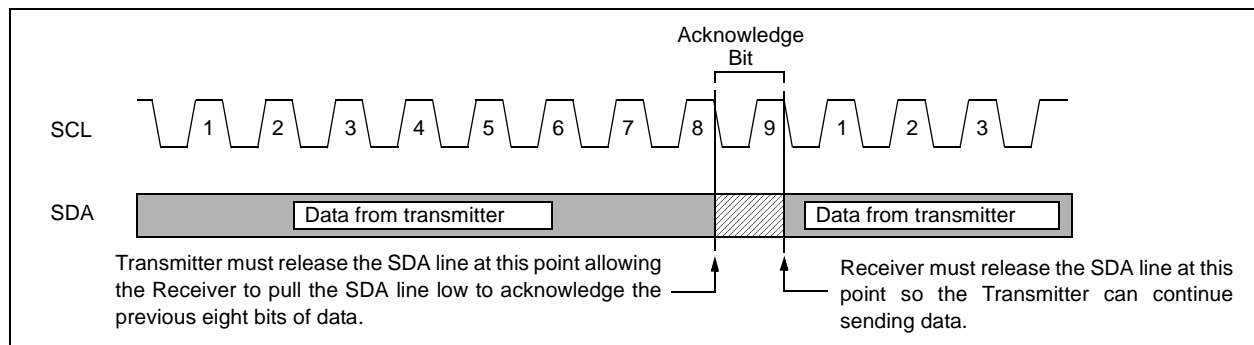 Acknowledge
Bit
SCL
1 2 3 4 5 6 7 8 9 1 2 3
SDA
Data from transmitter
Data from transmitter
Transmitter must release the SDA line at this point allowing
the Receiver to pull the SDA line low to acknowledge the
previous eight bits of data.
Receiver must release the SDA line at this
point so the Transmitter can continue
sending data.